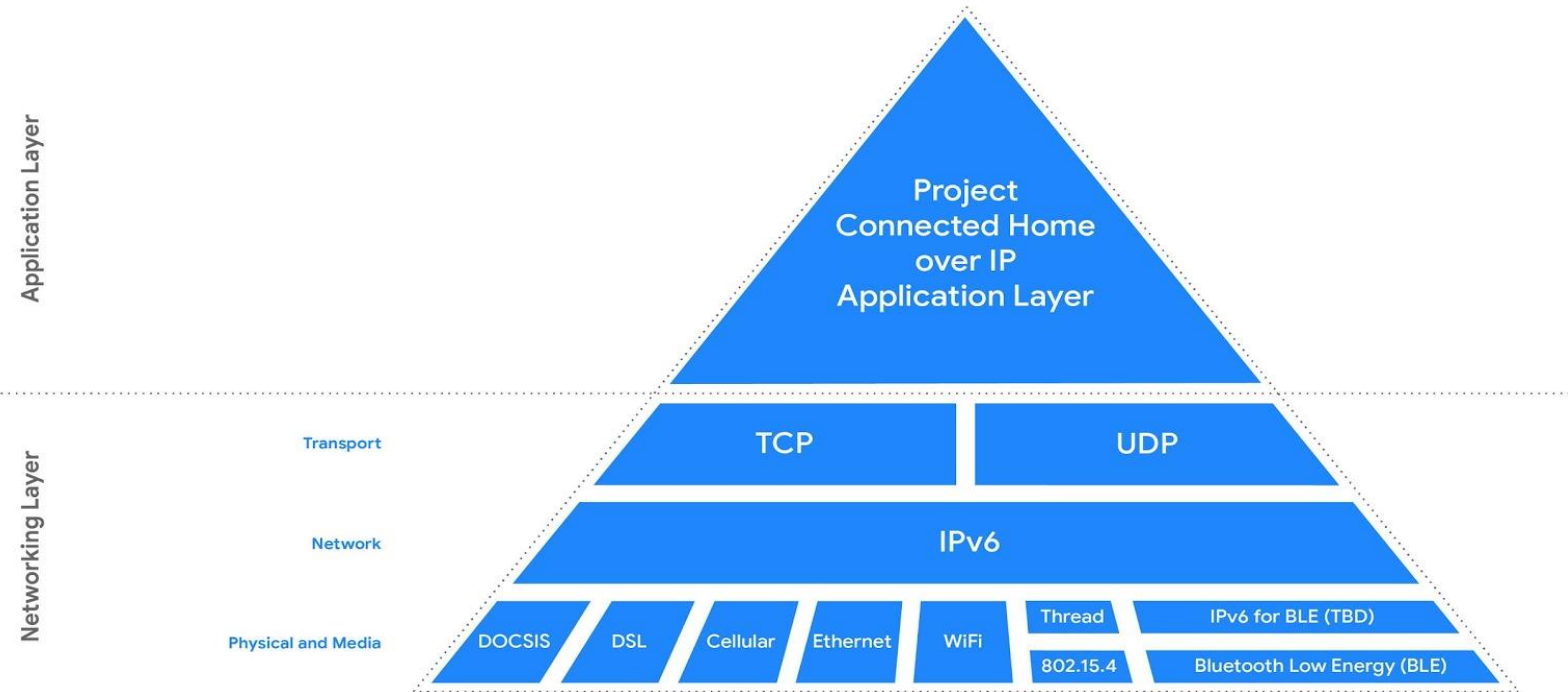 Application Layer
Project
Connected Home
over IP
Application Layer
Networking Layer
Transport
TCP
UDP
Network
IPv6
Physical and Media
DOCSIS
DSL
Cellular
Ethernet
WiFi
Thread
IPv6 for BLE (TBD)
802.15.4
Bluetooth Low Energy (BLE)